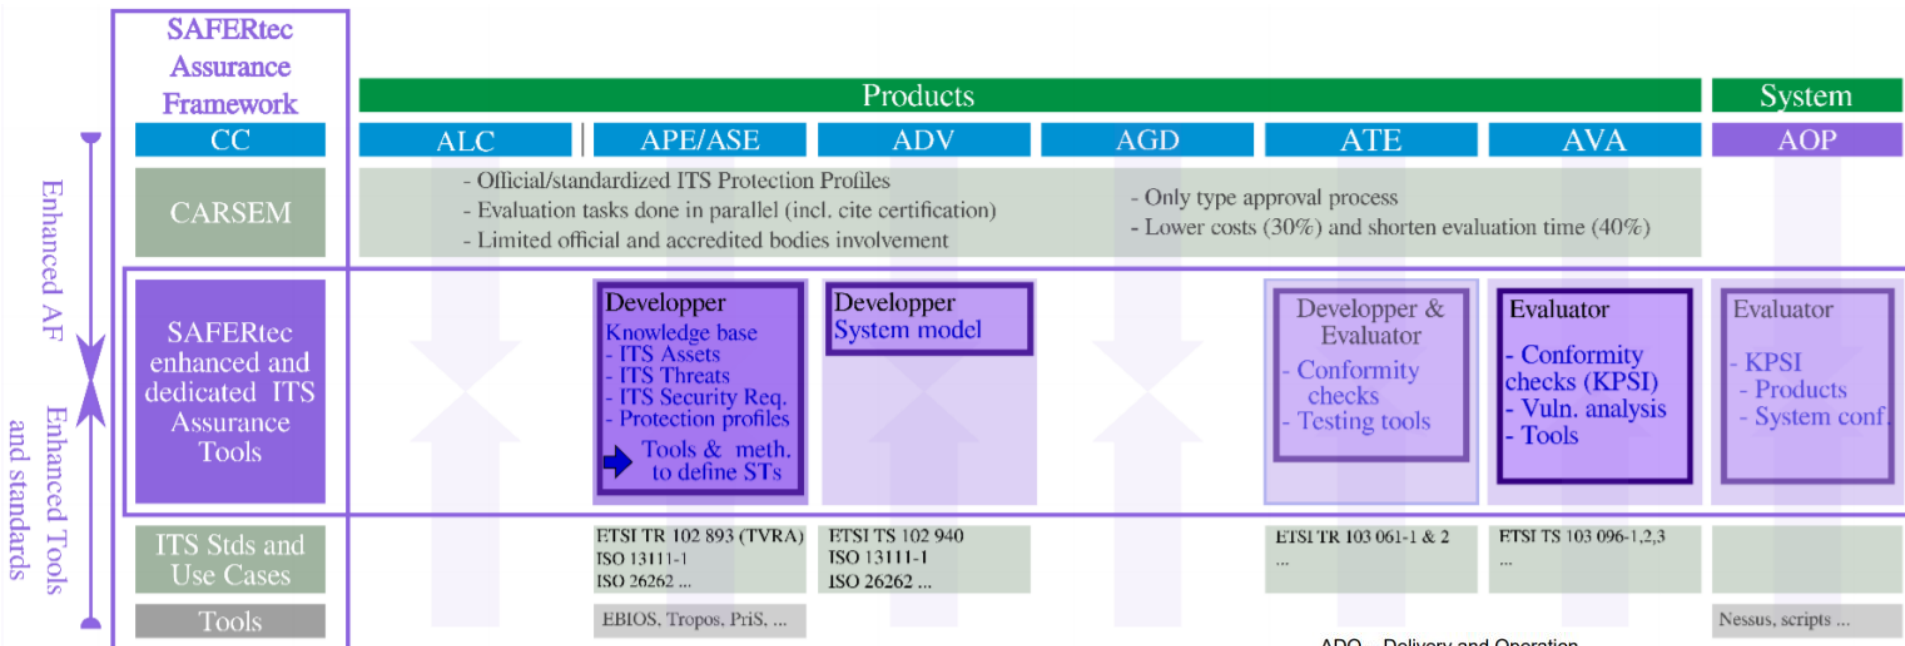 SAFERtec
Assurance
Framework
Products
System
CC
ALC
APE/ASE
ADV
AGD
ATE
AVA
AOP
Enhanced AF
Enhanced Tools
and standards
CARSEM
- Official/standardized ITS Protection Profiles
- Evaluation tasks done in parallel (incl. cite certification)
- Limited official and accredited bodies involvement
- Only type approval process
- Lower costs (30%) and shorten evaluation time (40%)
SAFERtec
enhanced and
dedicated ITS
Assurance
Tools
Developper
Knowledge base
- ITS Assets
- ITS Threats
- ITS Security Req.
- Protection profiles
Tools & meth.
to define STs
Developper
System model
Developper &
Evaluator
- Conformity
checks
- Testing tools
Evaluator
- Conformity
checks (KPSI)
- Vuln. analysis
- Tools
Evaluator
- KPSI
- Products
- System conf.
ITS Stds and
Use Cases
ETSI TR 102 893 (TVRA)
ISO 13111-1
ISO 26262 ...
ETSI TS 102 940
ISO 13111-1
ISO 26262 ...
ETSI TR 103 061-1 & 2
...
ETSI TS 103 096-1,2,3
...
Tools
EBIOS, Tropos, PriS, ...
Nessus, scripts ...
ADO Delivery and Operation